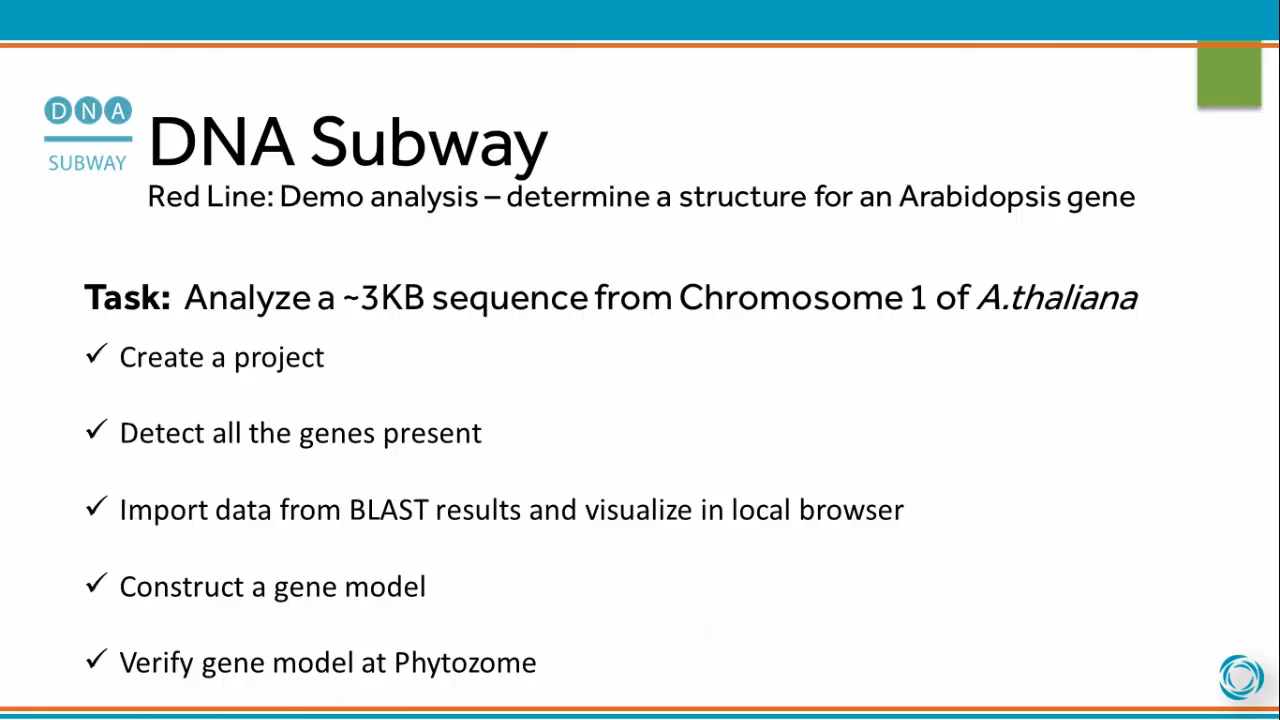 DNA
SUBWAY
DNA Subway
Red Line: Demo analysis – determine a structure for an Arabidopsis gene
Task: Analyze a ~3KB sequence from Chromosome 1 of A.thaliana
✓ Create a project
✓ Detect all the genes present
✓ Import data from BLAST results and visualize in local browser
✓ Construct a gene model
✓ Verify gene model at Phytozome